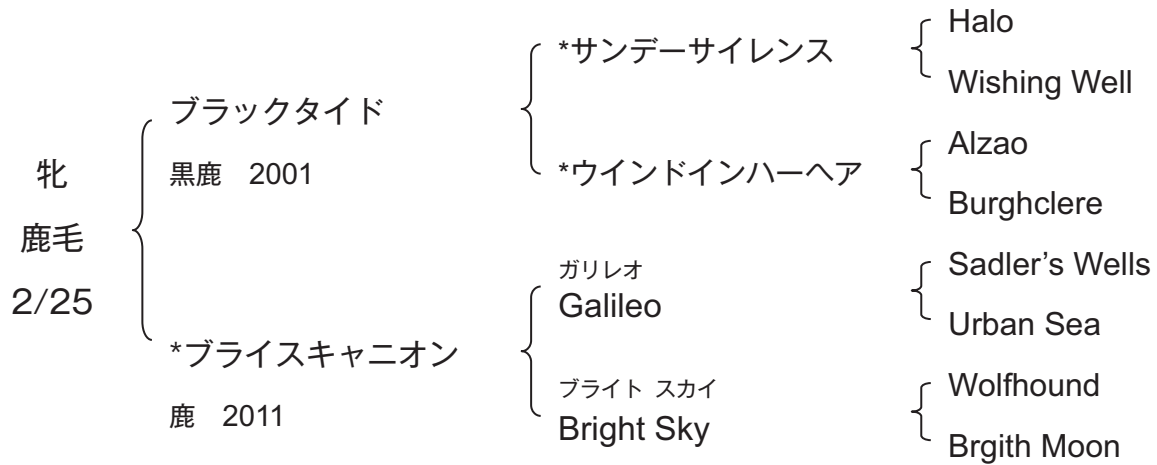 牝
鹿毛
2/25
ブラックタイド
黒鹿　2001
*ブライスキャニオン
鹿　2011
*サンデーサイレンス
*ウインドインハーヘア
ガリレオ
Galileo
ブライト スカイ
Bright Sky
Halo
Wishing Well
Alzao
Burghclere
Sadler’s Wells
Urban Sea
Wolfhound
Brgith Moon